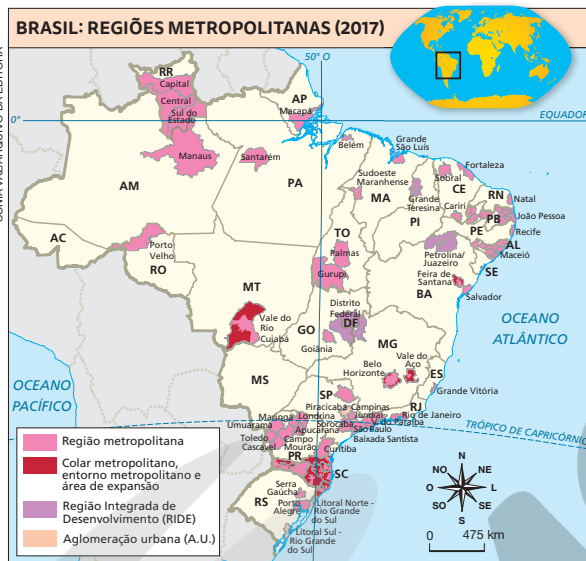 BRASIL: REGIÕES METROPOLITANAS (2017)
50° O
EQUADOR
0°
RR
Capital
Central
Sul do
Estado
AP
Macapá
Manaus
Santarém
Belém
Grande
São Luís
Fortaleza
Sobral
CE
Sudoeste
Maranhense
MA
Grande
Teresina
RN
Natal
Cariri
PB
João Pessoa
AM
PA
PI
PE
Recife
AC
Porto
Velho
RO
TO
Palmas
Gurupi
Petrolina/
Juazeiro
AL
Maceió
SE
Feira de
Santana
BA
Salvador
MT
Vale do
Rio
Cuiabá
Distrito
Federal
DF
GO
Goiânia
OCEANO
ATLÂNTICO
MG
Belo
Horizonte
Vale do
Aço
ES
Grande Vitória
MS
SP
Piracicaba
Campinas
Jundiaí
Sorocaba
RJ
Rio de Janeiro
V. do Paraíba
São Paulo
Baixada Santista
TRÓPICO DE CAPRICÓRNIO
OCEANO
PACÍFICO
Maringá
Londrina
Umuarama
Apucarana
Toledo
Campo
Mourão
Cascavel
PR
Curitiba
SC
RS
Serra
Gaúcha
Porto
Alegre
Litoral Norte -
Rio Grande
do Sul
Litoral Sul -
Rio Grande
do Sul
Região metropolitana
Colar metropolitano,
entorno metropolitano e
área de expansão
Região Integrada de
Desenvolvimento (RIDE)
Aglomeração urbana (A.U.)
N
NO
NE
O
L
SO
SE
S
0
475 km